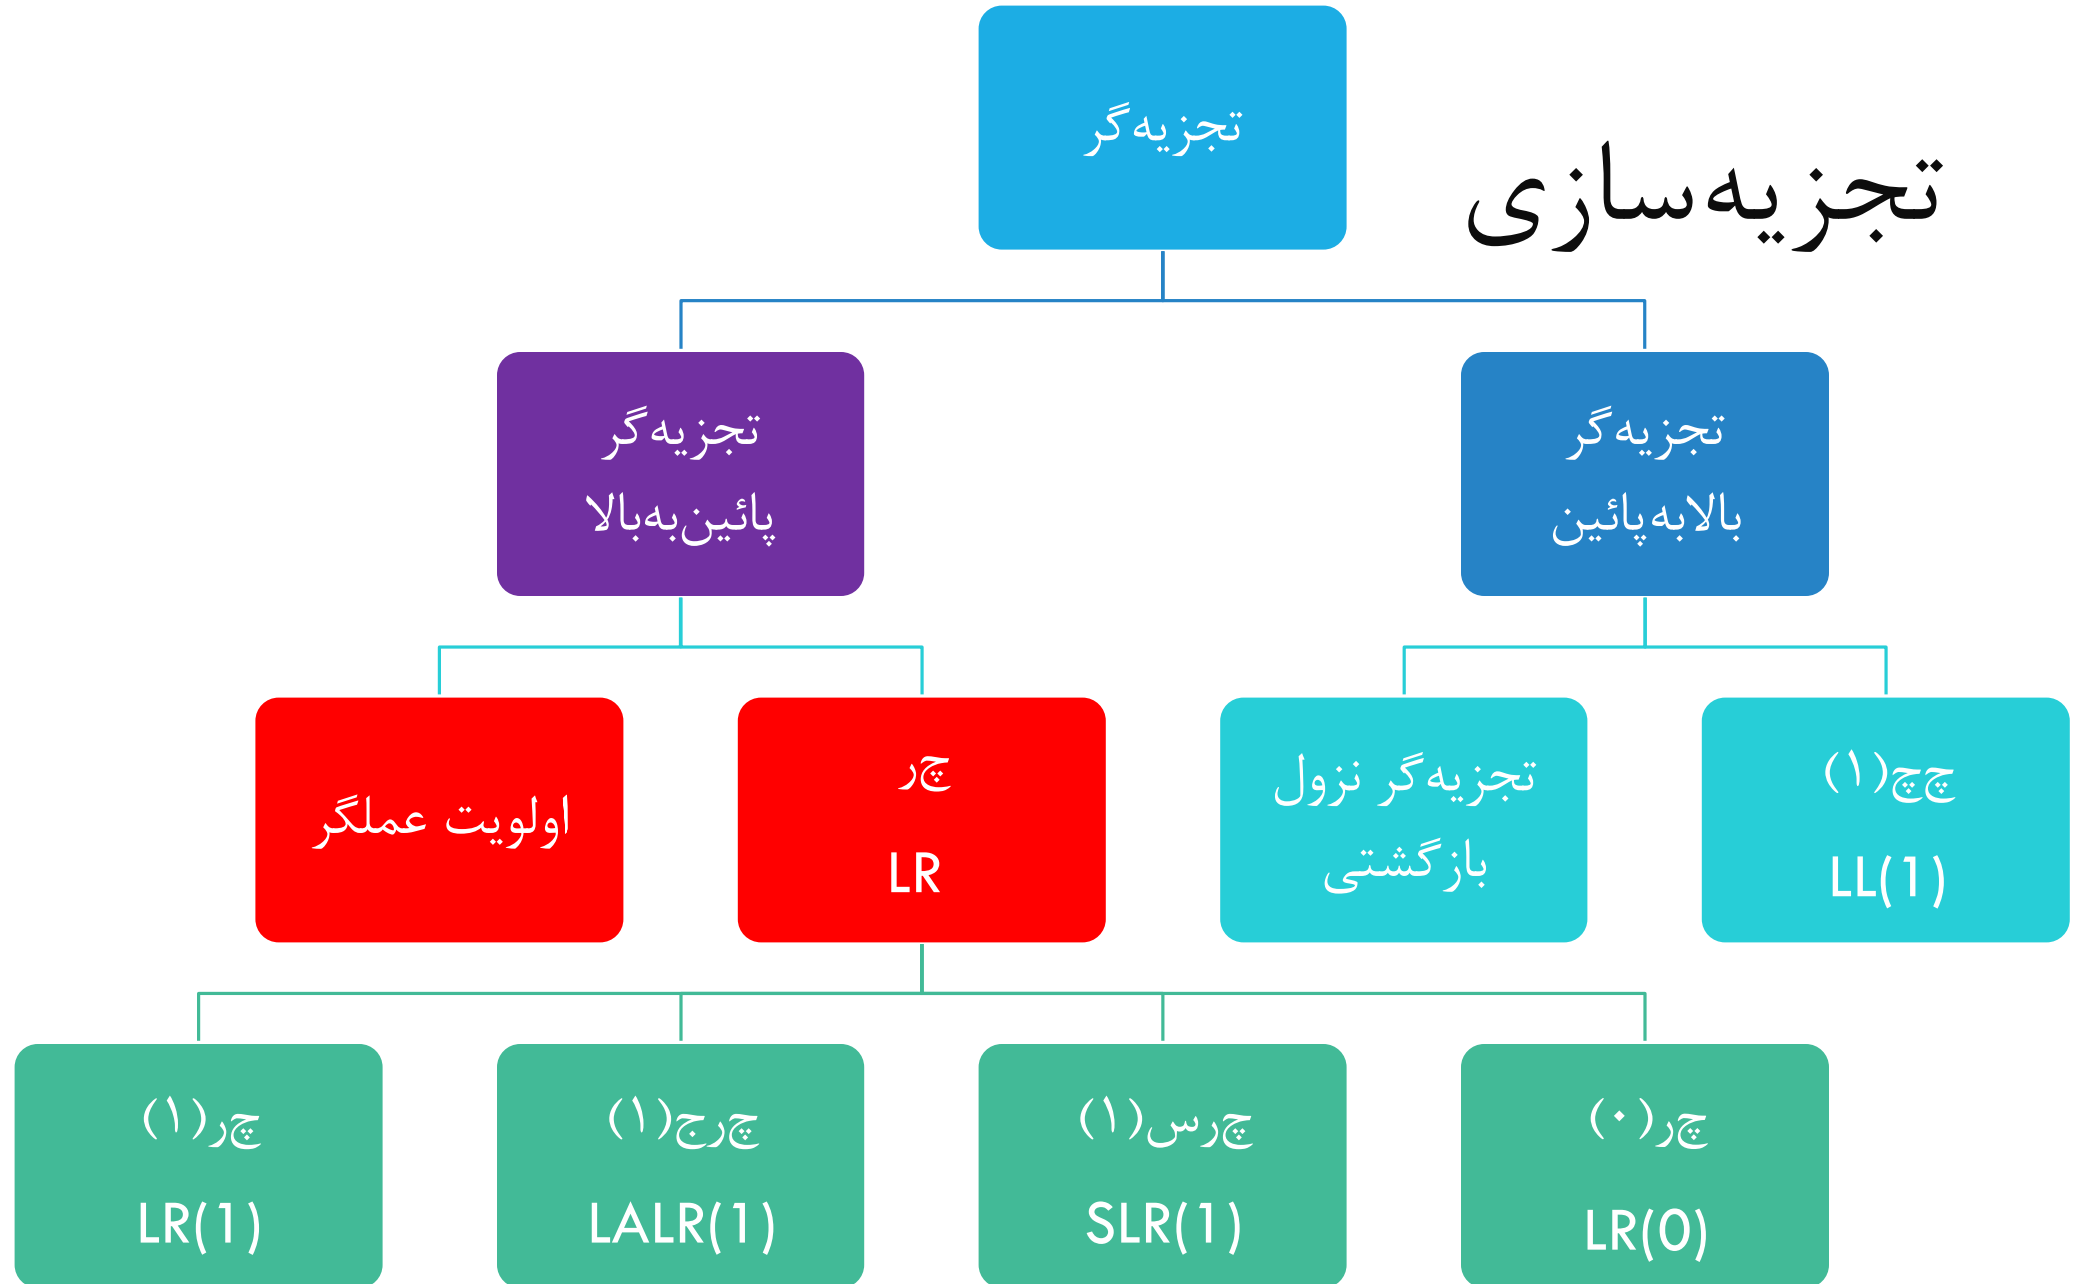 تجزیه‌سازی
تجزیه‌گر
تجزیه‌گر
بالا‌به‌پائین
تجزیه‌گر
پائین‌به‌بالا
چچ(۱)
LL(1)
تجزیه‌گر نزول
بازگشتی
چر
LR
اولویت عملگر
چر(۰)
LR(0)
چرس(۱)
SLR(1)
چرج(۱)
LALR(1)
چر(۱)
LR(1)